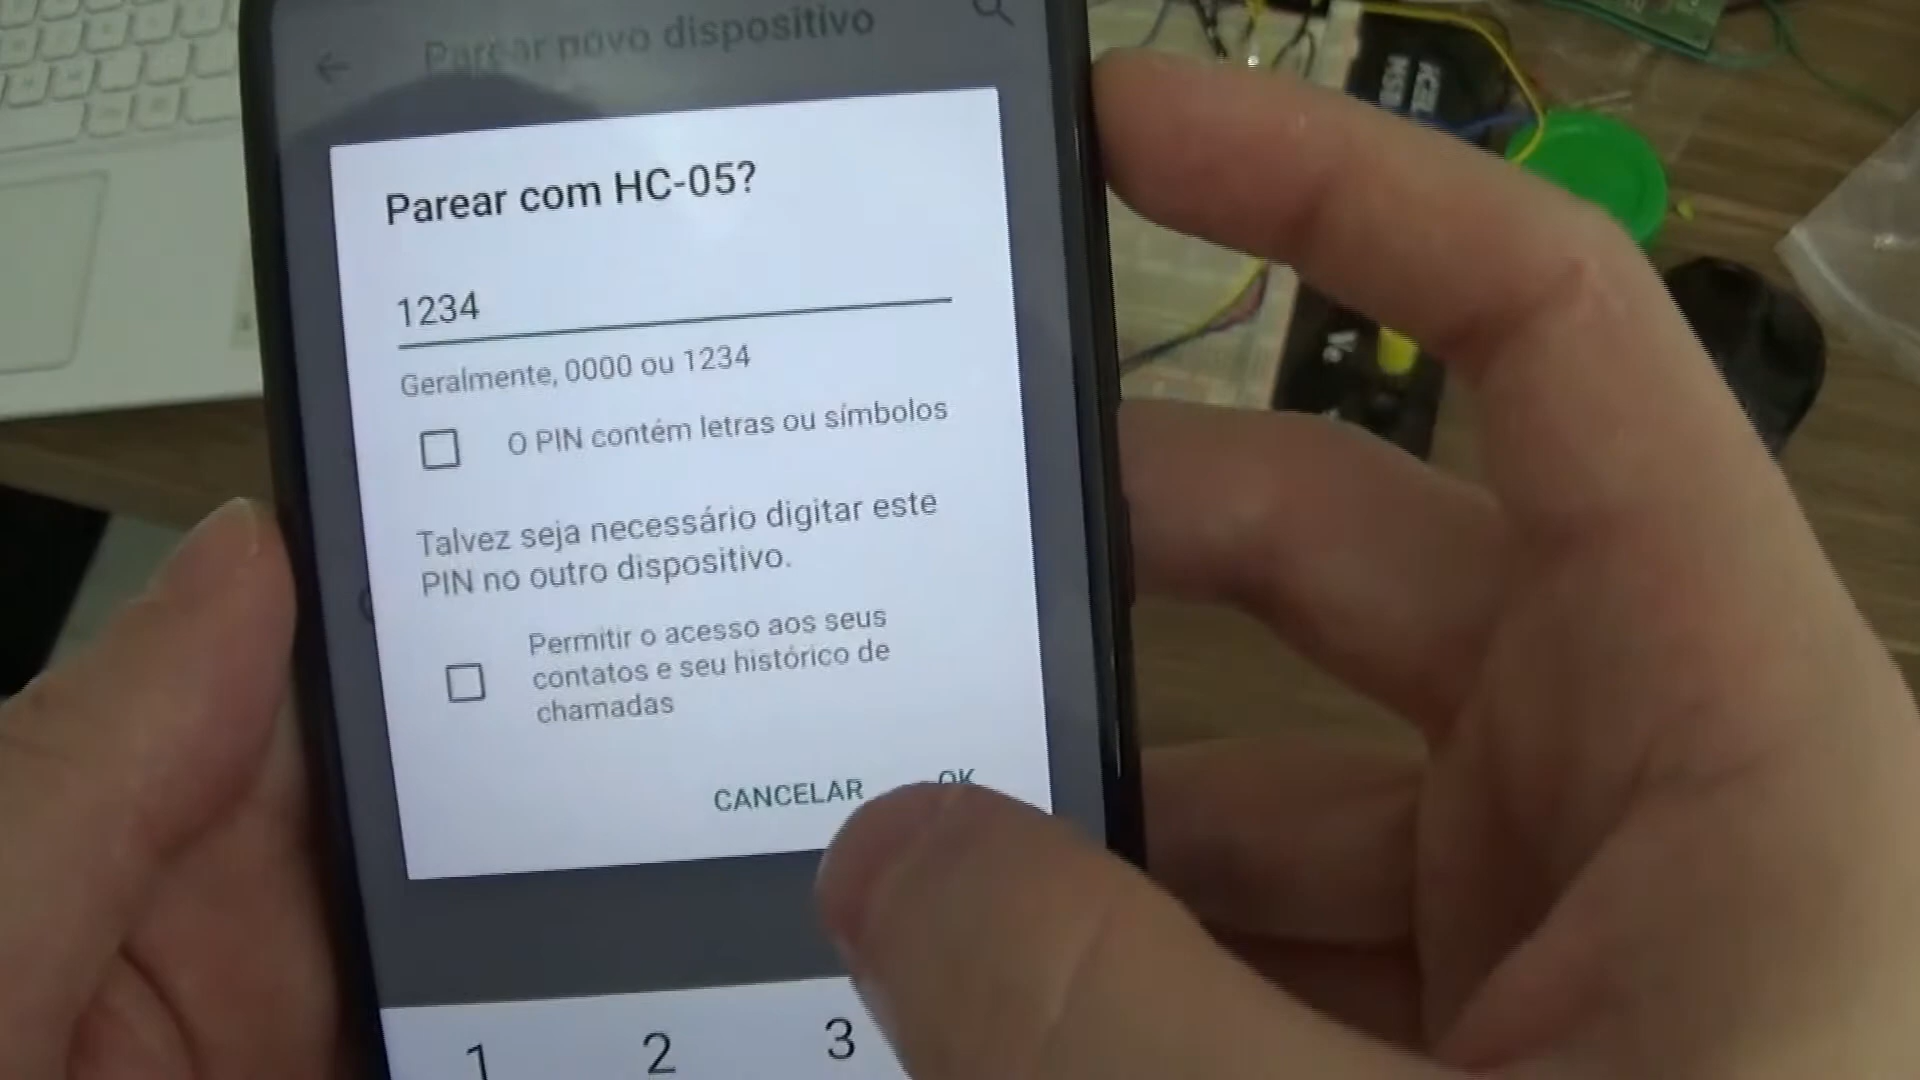 Parear novo dispositivo
Parear com HC-05?
1234
Geralmente, 0000 ou 1234
O PIN contém letras ou símbolos
Talvez seja necessário digitar este
PIN no outro dispositivo.
Permitir o acesso aos seus
contatos e seu histórico de
chamadas
CANCELAR OK
1 2 3